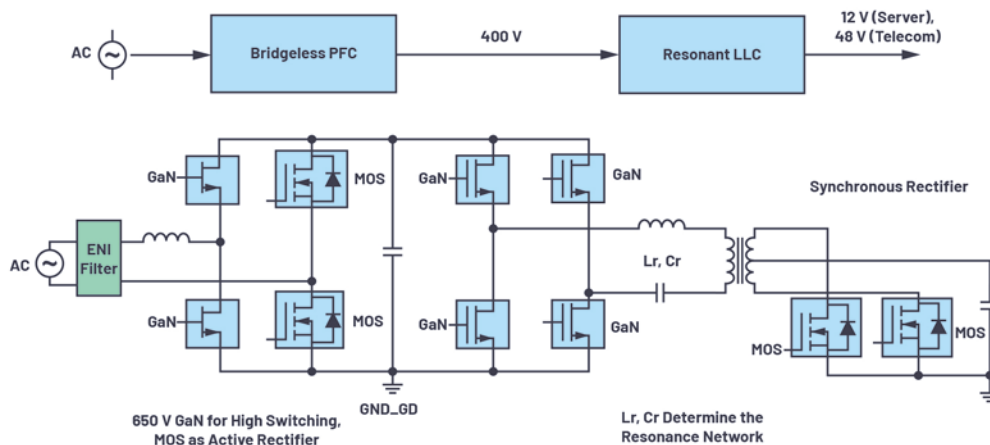 AC
Bridgeless PFC
400 V
Resonant LLC
12 V (Server),
48 V (Telecom)
GaN
MOS
GaN
GaN
Synchronous Rectifier
AC
ENI
Filter
Lr, Cr
GaN
MOS
GaN
GaN
MOS
MOS
GND_GD
650 V GaN for High Switching,
MOS as Active Rectifier
Lr, Cr Determine the
Resonance Network